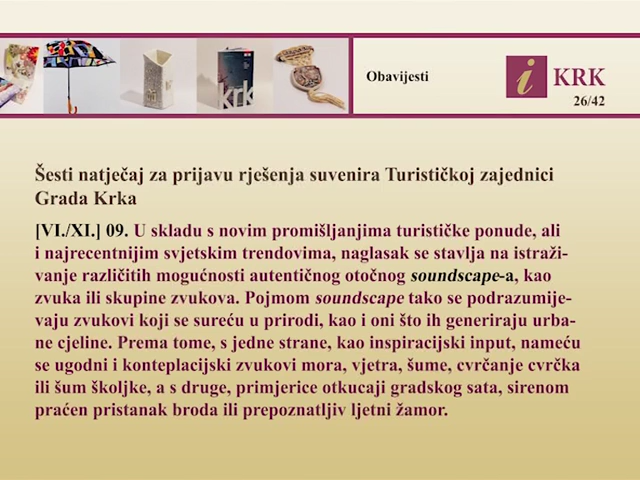 krk
Obavijesti
i KRK
26/42
Šesti natječaj za prijavu rješenja suvenira Turističkoj zajednici
Grada Krka
[VI./XI.] 09. U skladu s novim promišljanjima turističke ponude, ali
i najrecentnijim svjetskim trendovima, naglasak se stavlja na istraži-
vanje različitih mogućnosti autentičnog otočnog soundscape-a, kao
zvuka ili skupine zvukova. Pojmom soundscape tako se podrazumije-
vaju zvukovi koji se sureću u prirodi, kao i oni što ih generiraju urba-
ne cjeline. Prema tome, s jedne strane, kao inspiracijski input, nameću
se ugodni i konteplacijski zvukovi mora, vjetra, šume, cvrčanje cvrčka
ili šum školjke, a s druge, primjerice otkucaji gradskog sata, sirenom
praćen pristanak broda ili prepoznatljiv ljetni žamor.